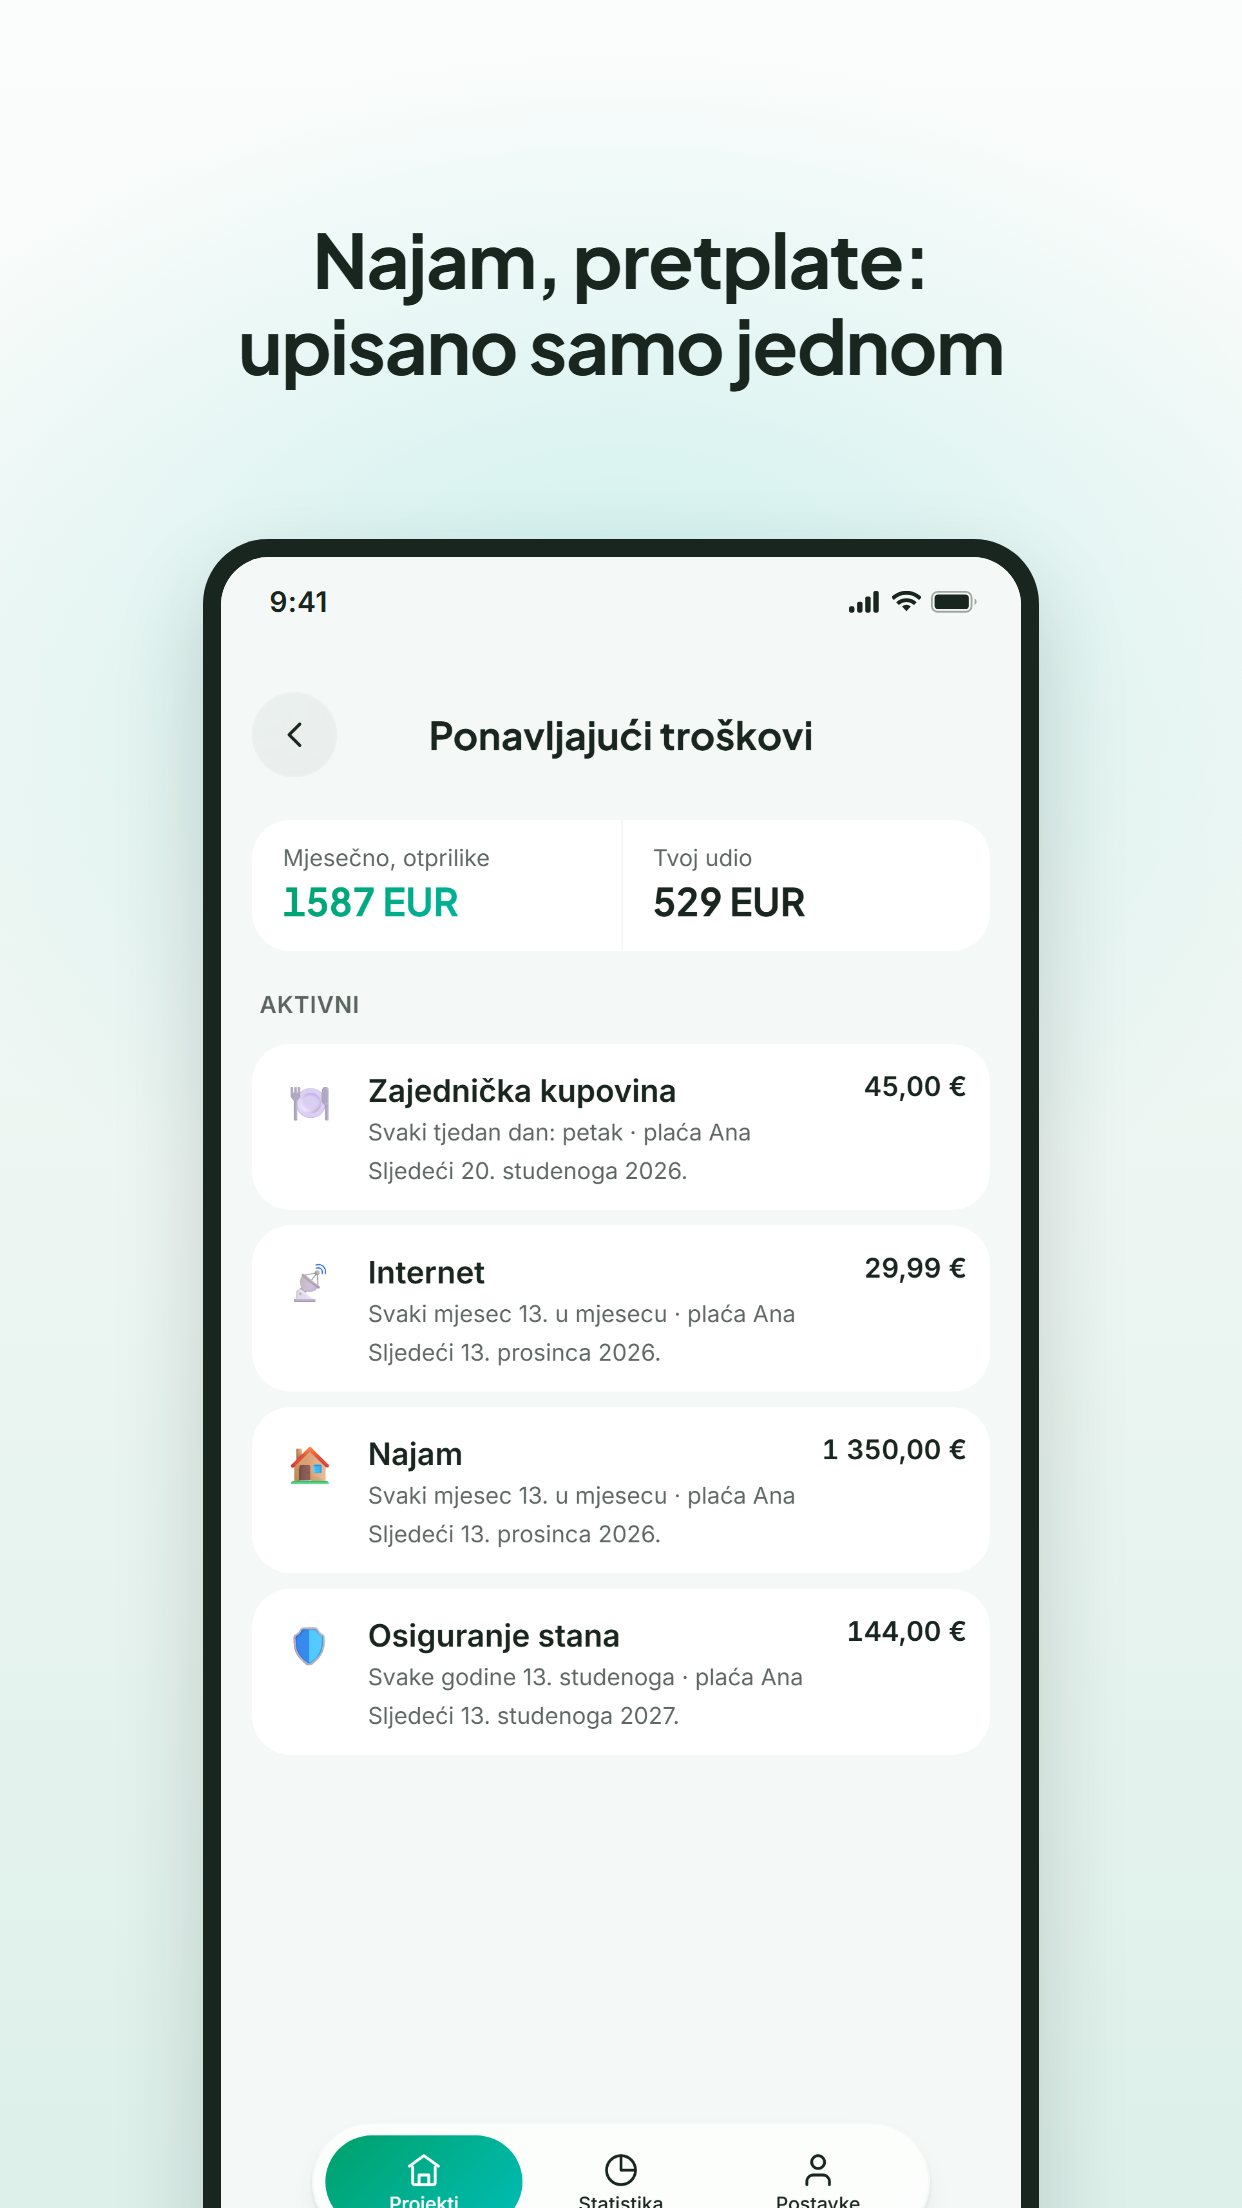 Najam, pretplate:
upisano samo jednom
9:41
Ponavljajući troškovi
Mjesečno, otprilike
1587 EUR
Tvoj udio
529 EUR
AKTIVNI
Zajednička kupovina
45,00 €
Svaki tjedan dan: petak · plaća Ana
Sljedeći 20. studenoga 2026.
Internet
29,99 €
Svaki mjesec 13. u mjesecu · plaća Ana
Sljedeći 13. prosinca 2026.
Najam
1 350,00 €
Svaki mjesec 13. u mjesecu · plaća Ana
Sljedeći 13. prosinca 2026.
Osiguranje stana
144,00 €
Svake godine 13. studenoga · plaća Ana
Sljedeći 13. studenoga 2027.
Projekti
Statistika
Postavke